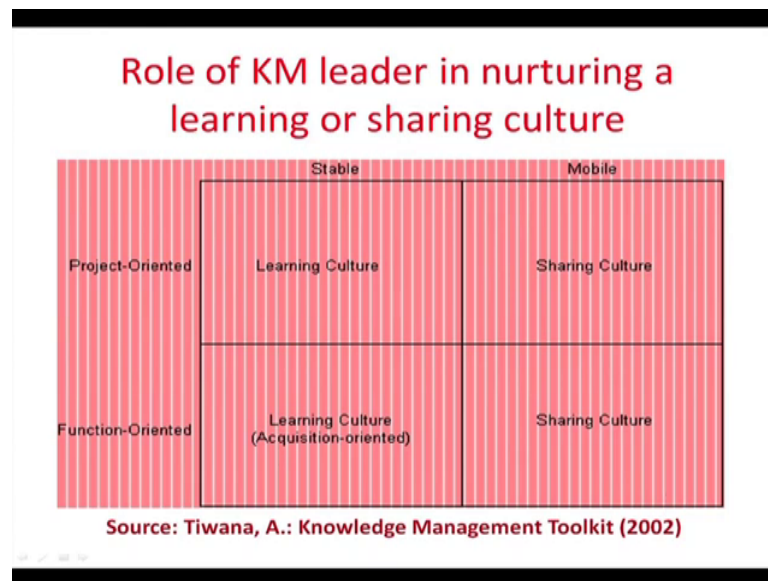 Role of KM leader in nurturing a
learning or sharing culture
Stable Mobile
Project-Oriented Learning Culture Sharing Culture
Function-Oriented Learning Culture Sharing Culture
(Acquisition-oriented)
Source: Tiwana, A.: Knowledge Management Toolkit (2002)